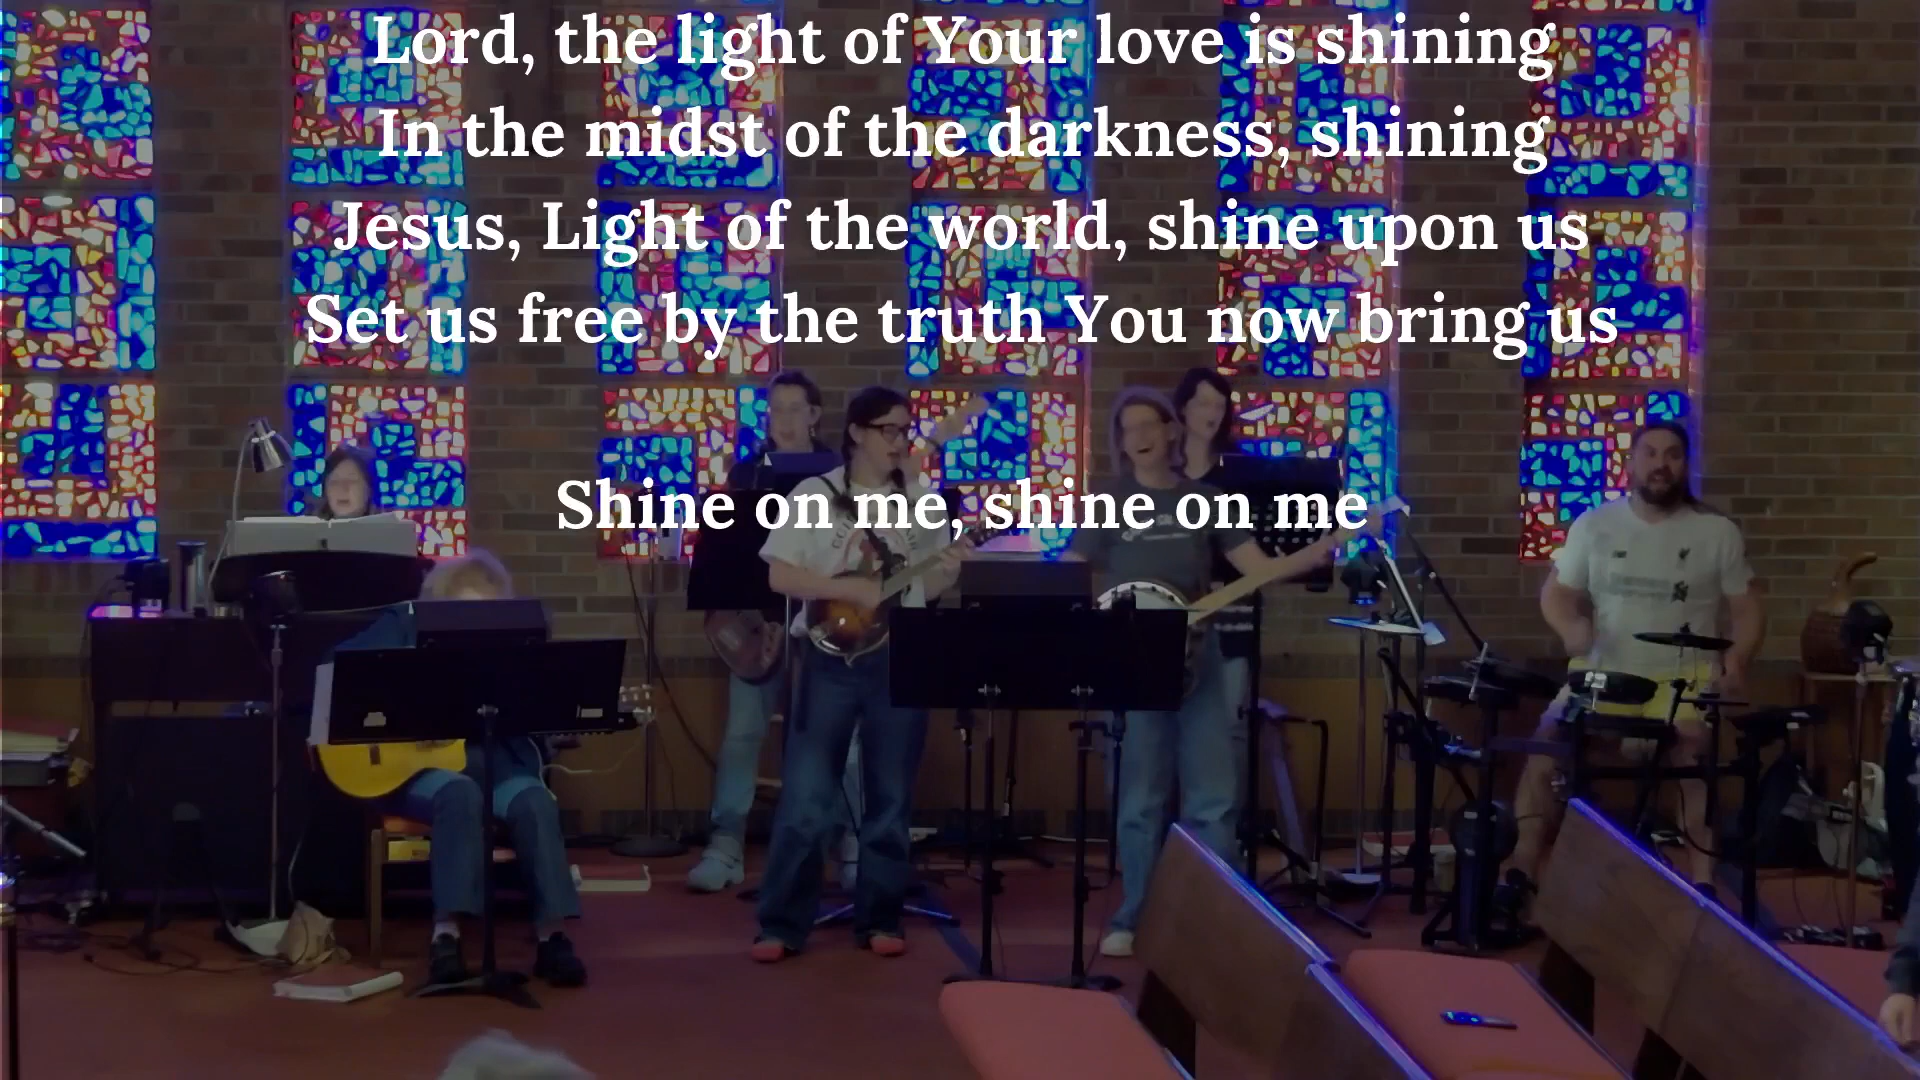 Lord, the light of Your love is shining
In the midst of the darkness, shining
Jesus, Light of the world, shine upon us
Set us free by the truth You now bring us
Shine on me, shine on me